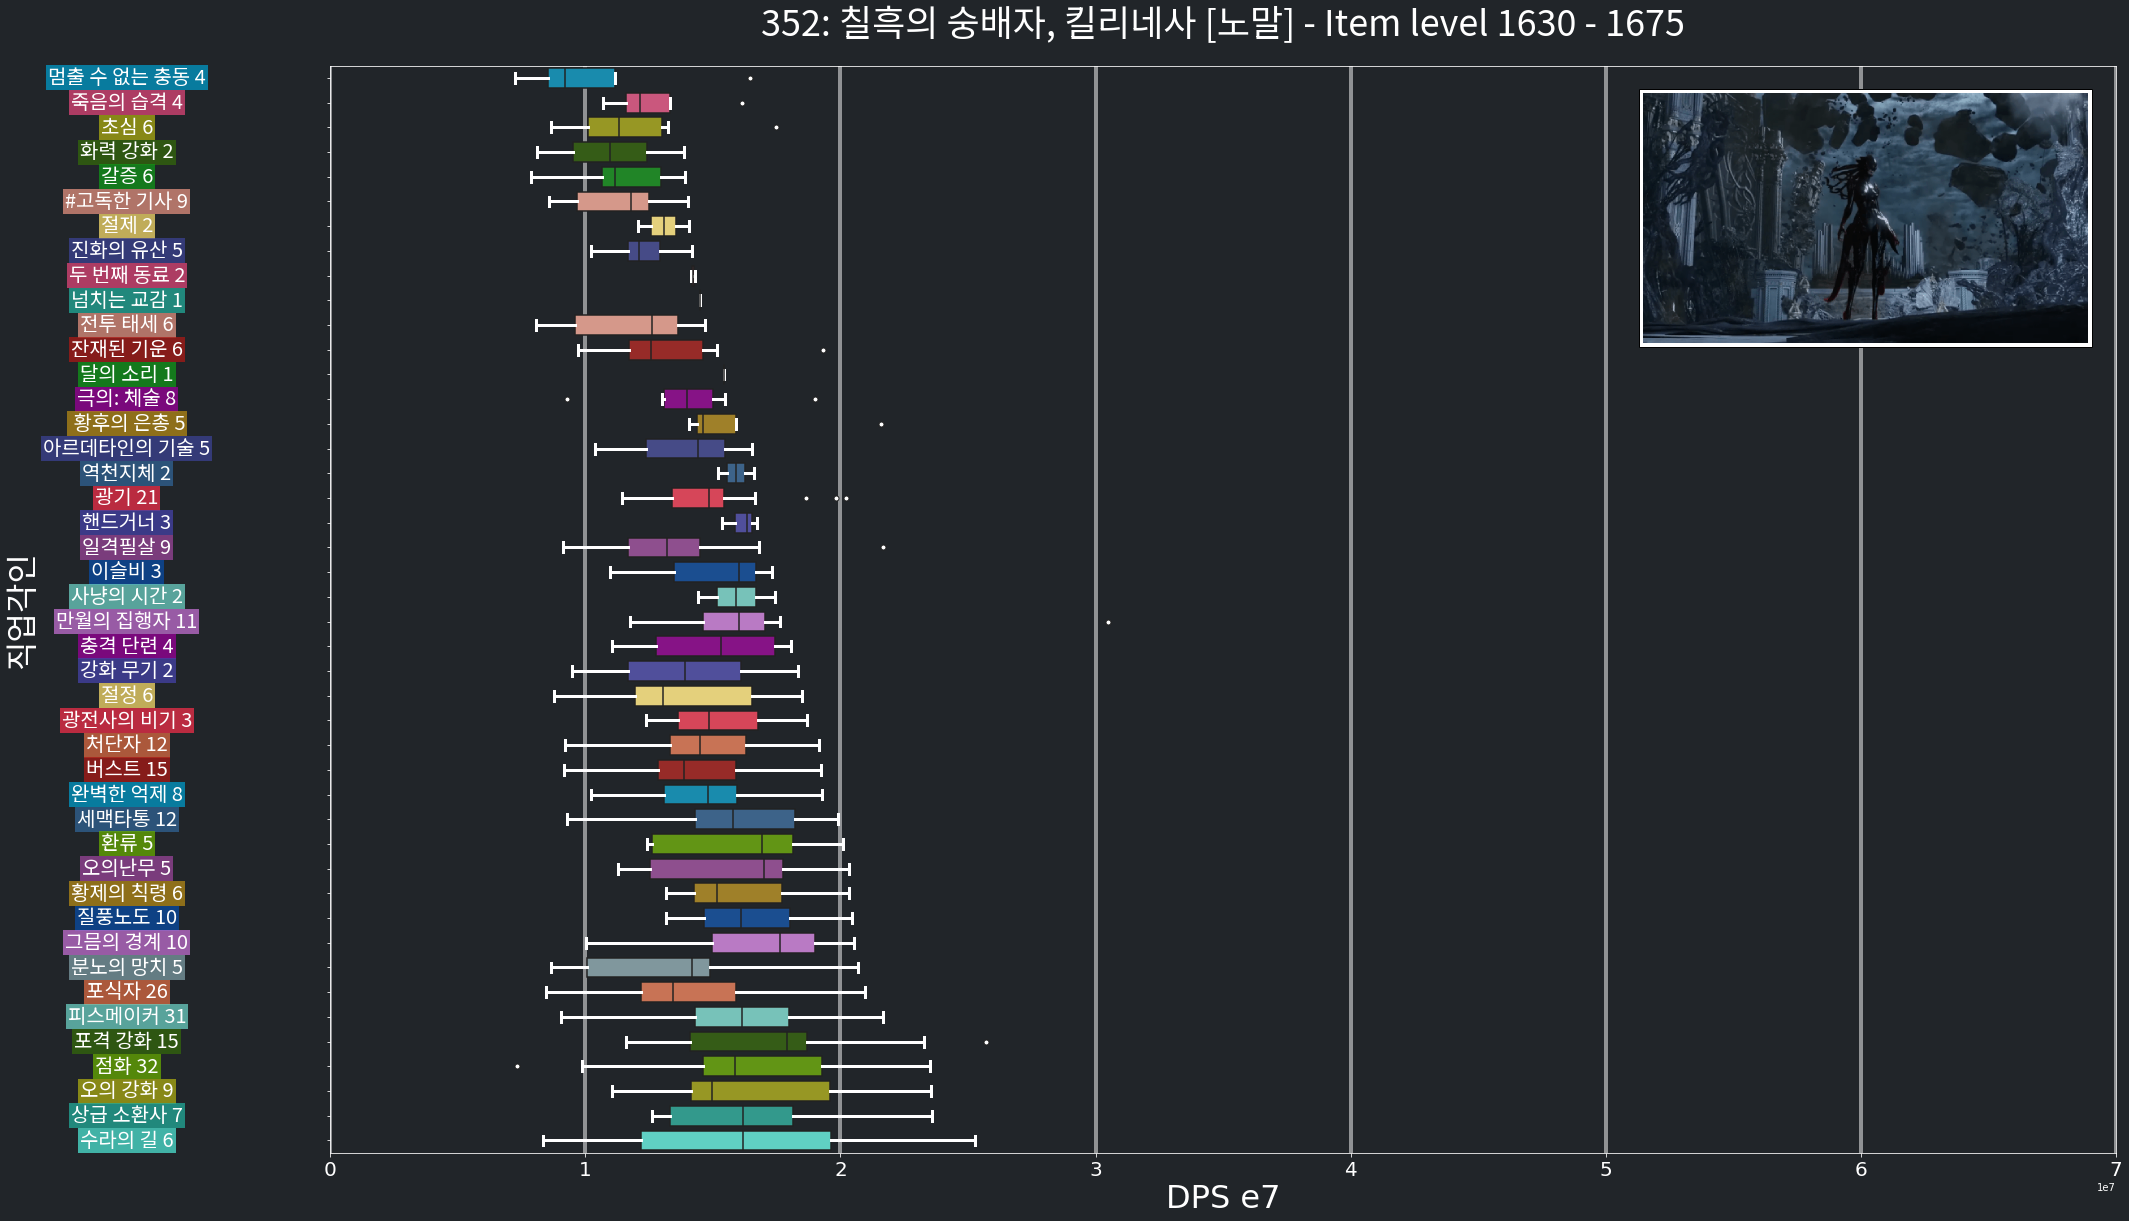 352: 칠흑의 숭배자, 킬리네사 [노말] - Item level 1630 - 1675
직업각인
멈출 수 없는 충동 4
죽음의 습격 4
초심 6
화력 강화 2
갈증 6
#고독한 기사 9
절제 2
진화의 유산 5
두 번째 동료 2
넘치는 교감 1
전투 태세 6
잔재된 기운 6
달의 소리 1
극의: 체술 8
황후의 은총 5
아르데타인의 기술 5
역천지체 2
광기 21
핸드거너 3
일격필살 9
이슬비 3
사냥의 시간 2
만월의 집행자 11
충격 단련 4
강화 무기 2
절정 6
광전사의 비기 3
처단자 12
버스트 15
완벽한 억제 8
세맥타통 12
환류 5
오의난무 5
황제의 칙령 6
질풍노도 10
그믐의 경계 10
분노의 망치 5
포식자 26
피스메이커 31
포격 강화 15
점화 32
오의 강화 9
상급 소환사 7
수라의 길 6
0 1 2 3 4 5 6 7
1e7
DPS e7